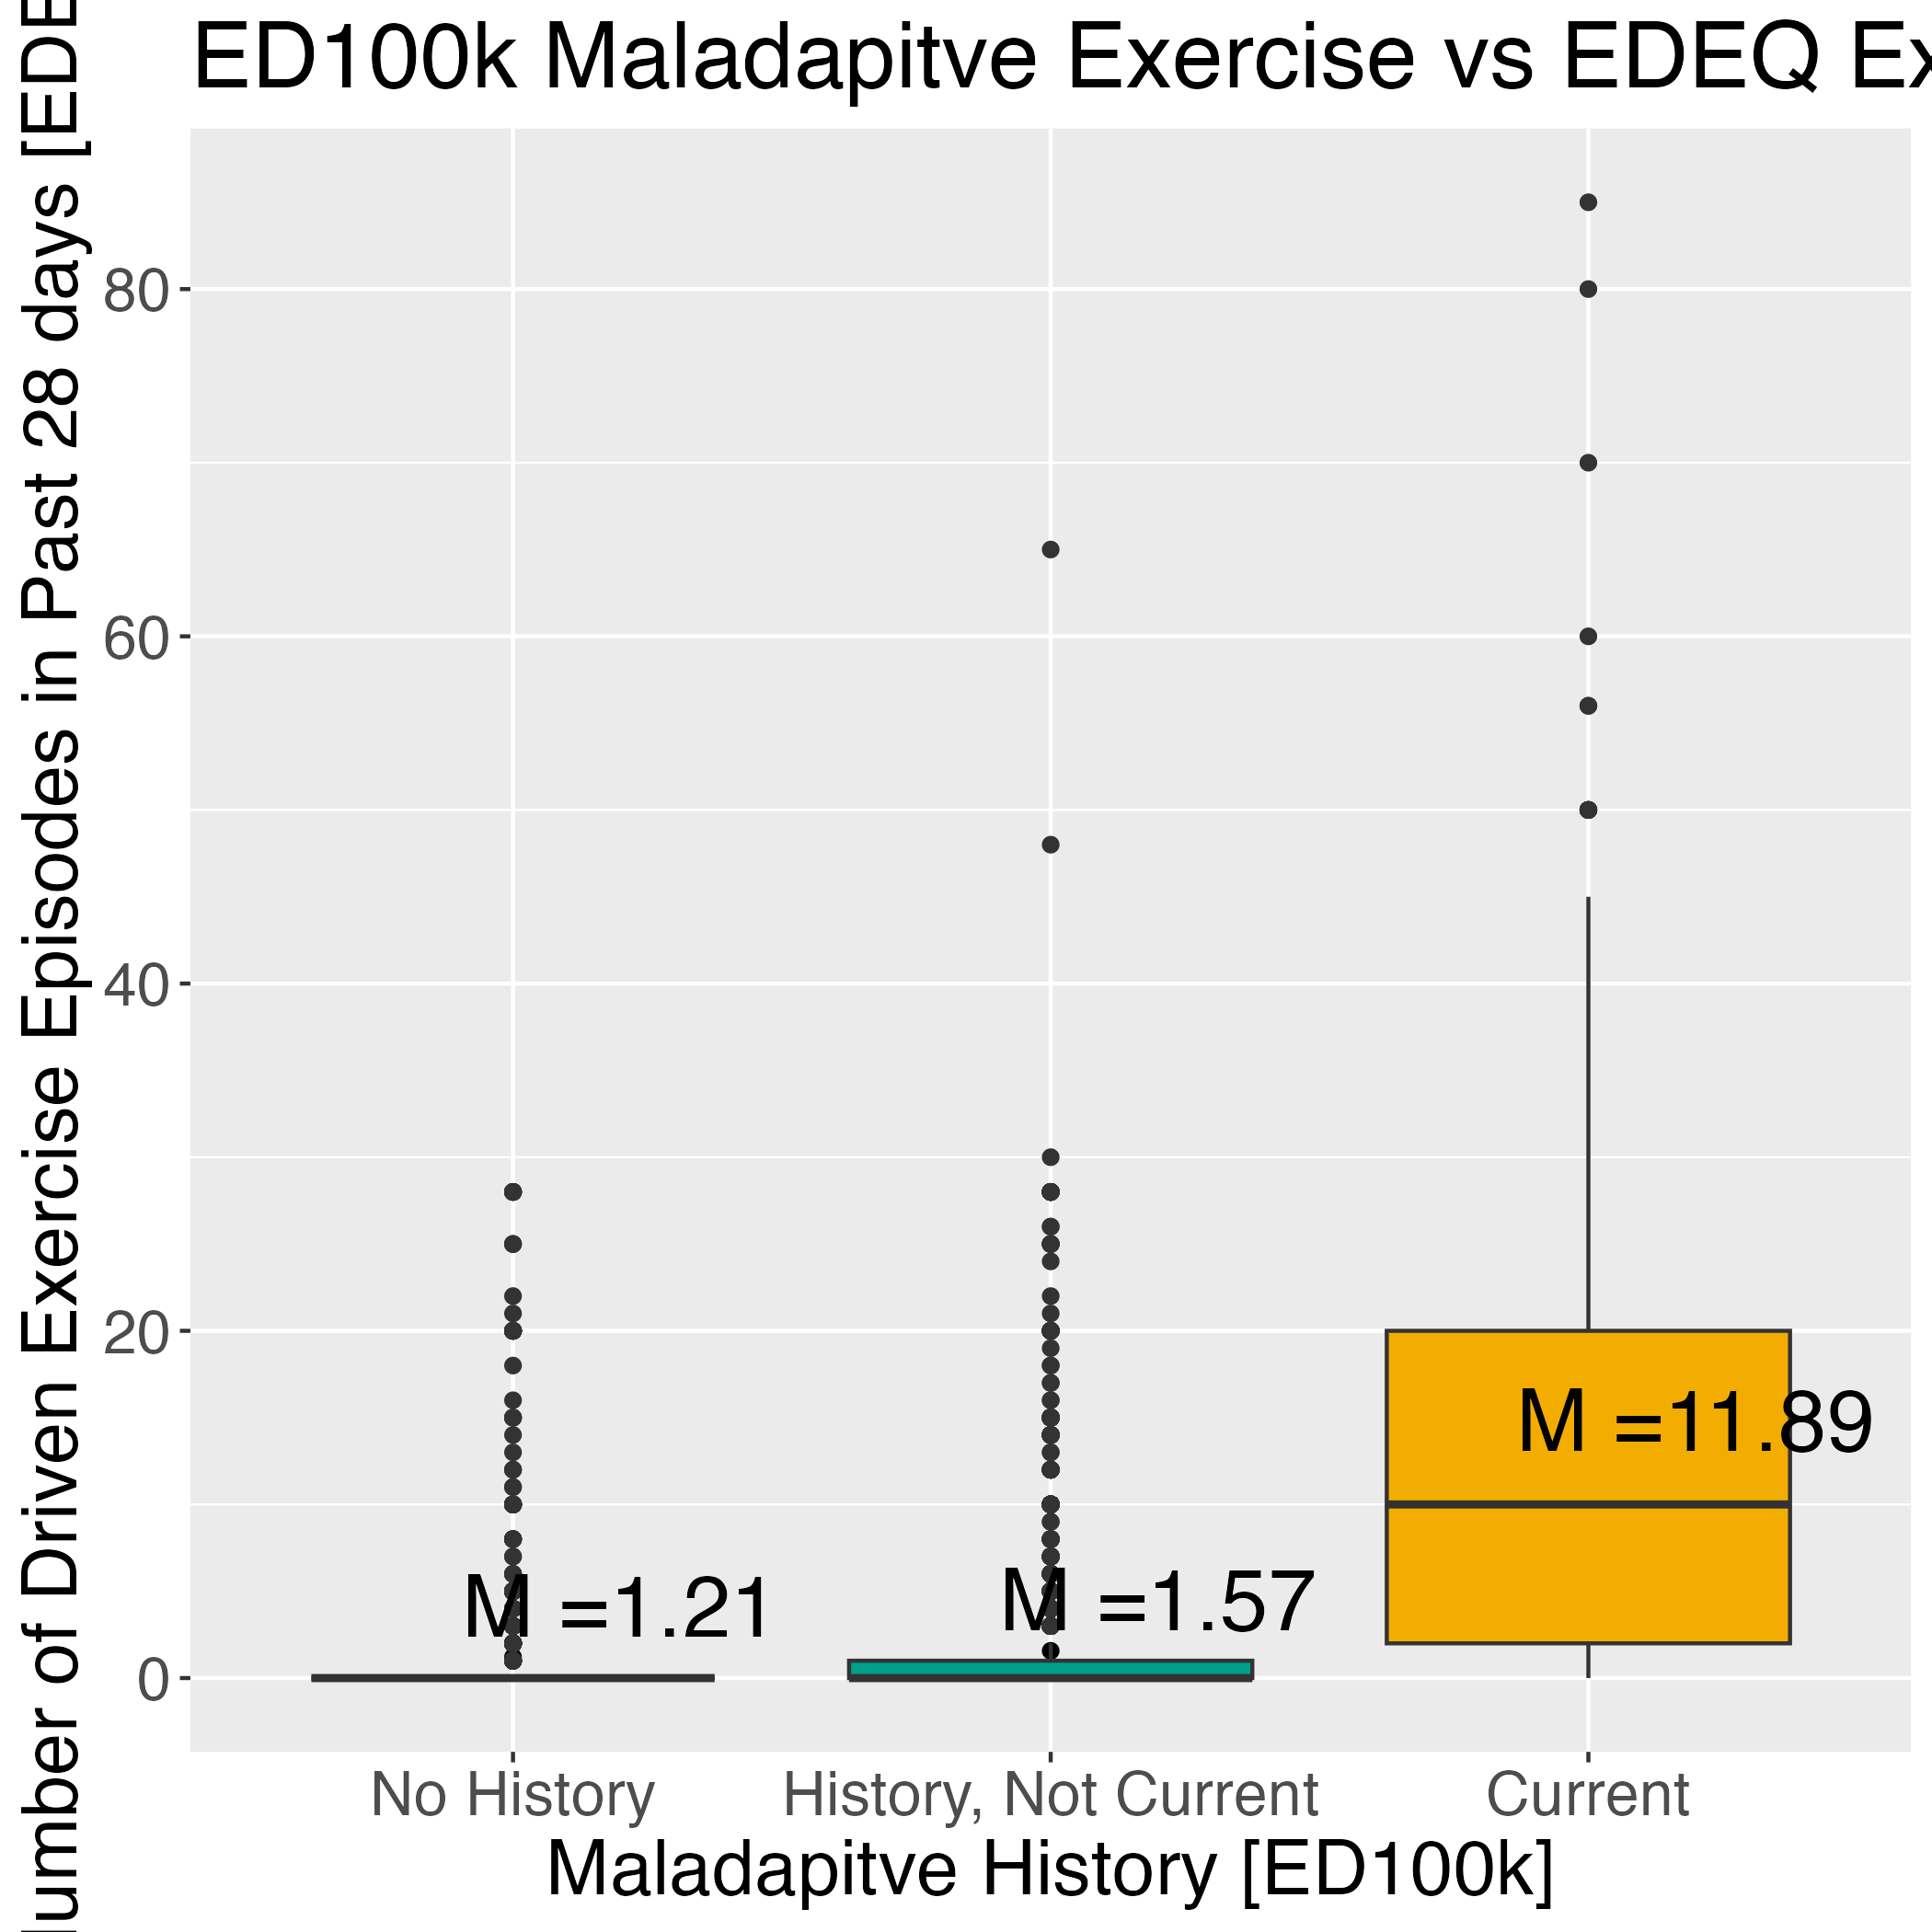 ED100k Maladapitve Exercise vs EDEQ Ex
of Driven Exercise Episodes in Past 28 days [EDE
80
60
40
20
0
M =1.21
M =1.57
M =11.89
No History
History, Not Current
Current
Maladapitve History [ED100k]